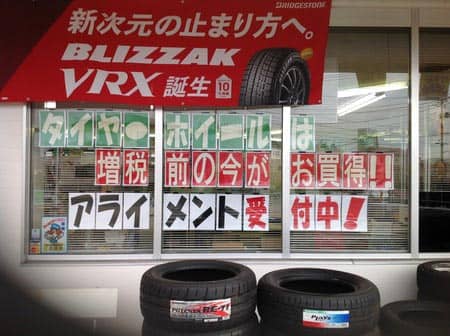 BRIDGESTONE
新次元の止まり方へ。
BLIZZAK
VRX 誕生
タイヤーホイールは
増税前の今がお買得!!
アライメント受付中!